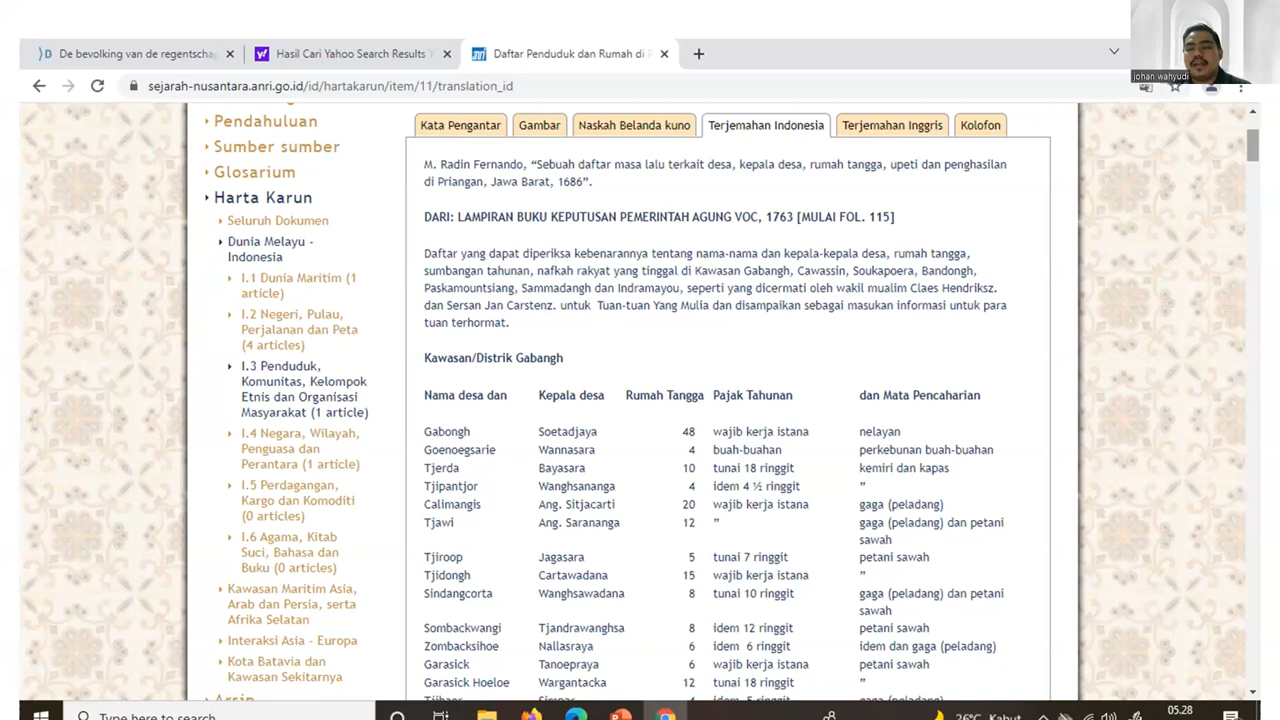 johan wahyudi
De bevolking van de regentscha
Hasil Cari Yahoo Search Results Y
Daftar Penduduk dan Rumah di P
sejarah-nusantara.anri.go.id/id/hartakarun/item/11/translation_id
Pendahuluan
Sumber sumber
Glosarium
Harta Karun
Seluruh Dokumen
Dunia Melayu -
Indonesia
I.1 Dunia Maritim (1
article)
I.2 Negeri, Pulau,
Perjalanan dan Peta
(4 articles)
I.3 Penduduk,
Komunitas, Kelompok
Etnis dan Organisasi
Masyarakat (1 article)
I.4 Negara, Wilayah,
Penguasa dan
Perantara (1 article)
I.5 Perdagangan,
Kargo dan Komoditi
(0 articles)
I.6 Agama, Kitab
Suci, Bahasa dan
Buku (0 articles)
Kawasan Maritim Asia,
Arab dan Persia, serta
Afrika Selatan
Interaksi Asia - Europa
Kota Batavia dan
Kawasan Sekitarnya
Arsip
Kata Pengantar Gambar Naskah Belanda kuno Terjemahan Indonesia Terjemahan Inggris Kolofon
M. Radin Fernando, “Sebuah daftar masa lalu terkait desa, kepala desa, rumah tangga, upeti dan penghasilan
di Priangan, Jawa Barat, 1686”.
DARI: LAMPIRAN BUKU KEPUTUSAN PEMERINTAH AGUNG VOC, 1763 [MULAI FOL. 115]
Daftar yang dapat diperiksa kebenarannya tentang nama-nama dan kepala-kepala desa, rumah tangga,
sumbangan tahunan, nafkah rakyat yang tinggal di Kawasan Gabangh, Cawassin, Soukapoera, Bandongh,
Paskamountsiang, Sammadangh dan Indramayou, seperti yang dicermati oleh wakil mualim Claes Hendriksz.
dan Sersan Jan Carstenz. untuk Tuan-tuan Yang Mulia dan disampaikan sebagai masukan informasi untuk para
tuan terhormat.
Kawasan/Distrik Gabangh
Nama desa dan Kepala desa Rumah Tangga Pajak Tahunan dan Mata Pencaharian
Gabongh Soetadjaya 48 wajib kerja istana nelayan
Goenoegsarie Wannasara 4 buah-buahan perkebunan buah-buahan
Tjerda Bayasara 10 tunai 18 ringgit kemiri dan kapas
Tjipantjor Wanghsananga 4 idem 4 ½ ringgit ”
Calimangis Ang. Sitjacarti 20 wajib kerja istana gaga (peladang)
Tjawi Ang. Sarananga 12 ” gaga (peladang) dan petani
sawah
Tjiroop Jagasara 5 tunai 7 ringgit petani sawah
Tjidongh Cartawadana 15 wajib kerja istana ”
Sindangcorta Wanghsawadana 8 tunai 10 ringgit gaga (peladang) dan petani
sawah
Sombackwangi Tjandrawanghsa 8 idem 12 ringgit petani sawah
Zombacksihoe Nallasraya 6 idem 6 ringgit idem dan gaga (peladang)
Garasick Tanoepraya 6 wajib kerja istana petani sawah
Garasick Hoeloe Wargantacka 12 tunai 18 ringgit ”
Type here to search
26°C Kabut
05.28